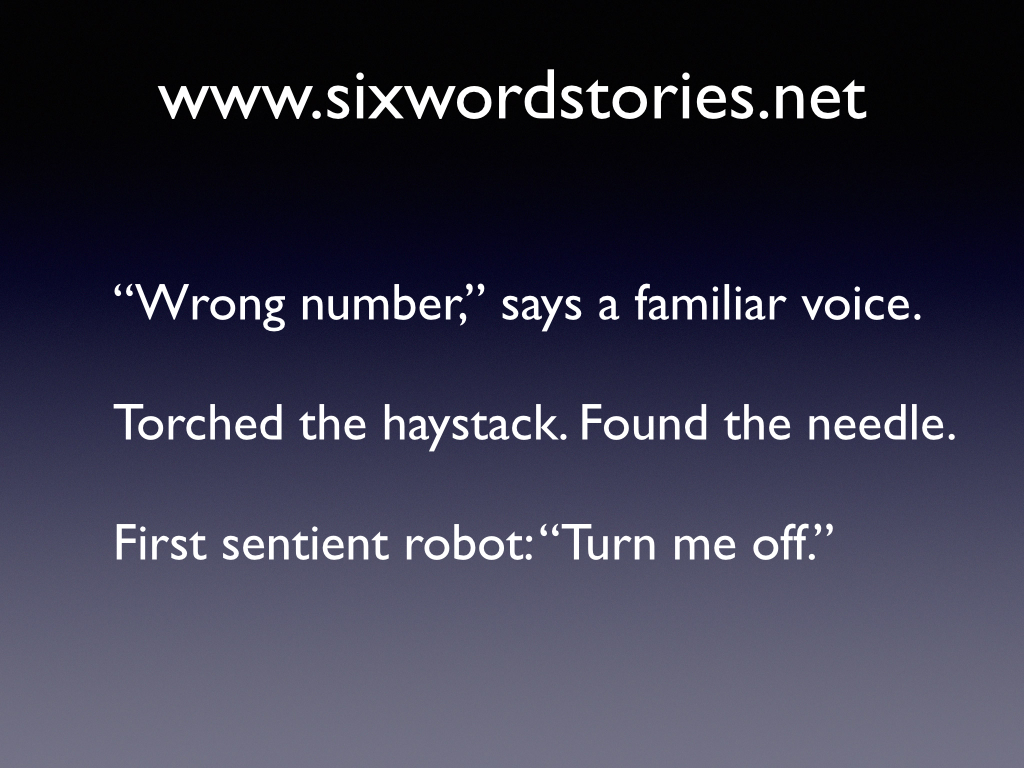 www.sixwordstories.net
“Wrong number,” says a familiar voice.
Torched the haystack. Found the needle.
First sentient robot: “Turn me off.”